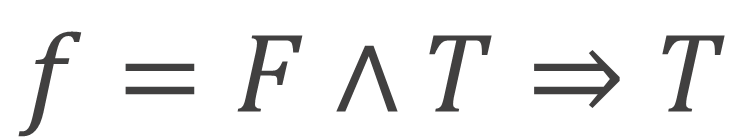 f = F ∧ T ⇒ T